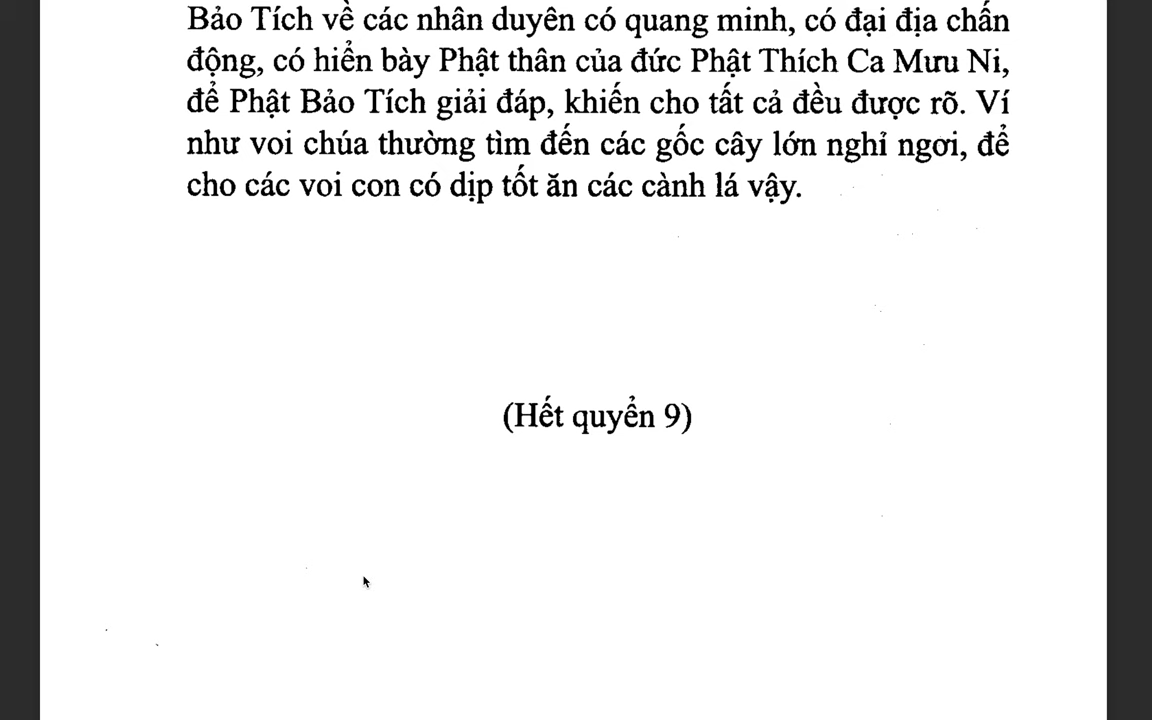 Bảo Tích về các nhân duyên có quang minh, có đại địa chấn
động, có hiển bày Phật thân của đức Phật Thích Ca Mưu Ni,
để Phật Bảo Tích giải đáp, khiến cho tất cả đều được rõ. Ví
như voi chúa thường tìm đến các gốc cây lớn nghỉ ngơi, để
cho các voi con có dịp tốt ăn các cành lá vậy.
(Hết quyển 9)